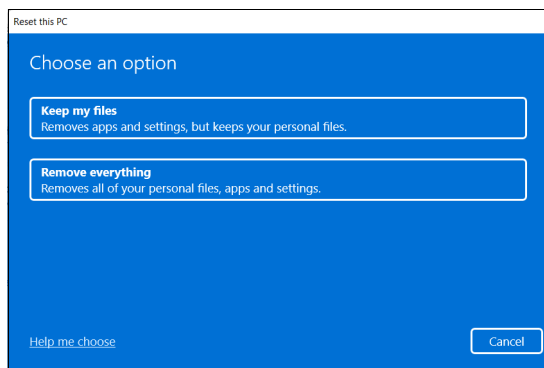 Reset this PC
Choose an option
Keep my files
Removes apps and settings, but keeps your personal files.
Remove everything
Removes all of your personal files, apps and settings.
Help me choose
Cancel